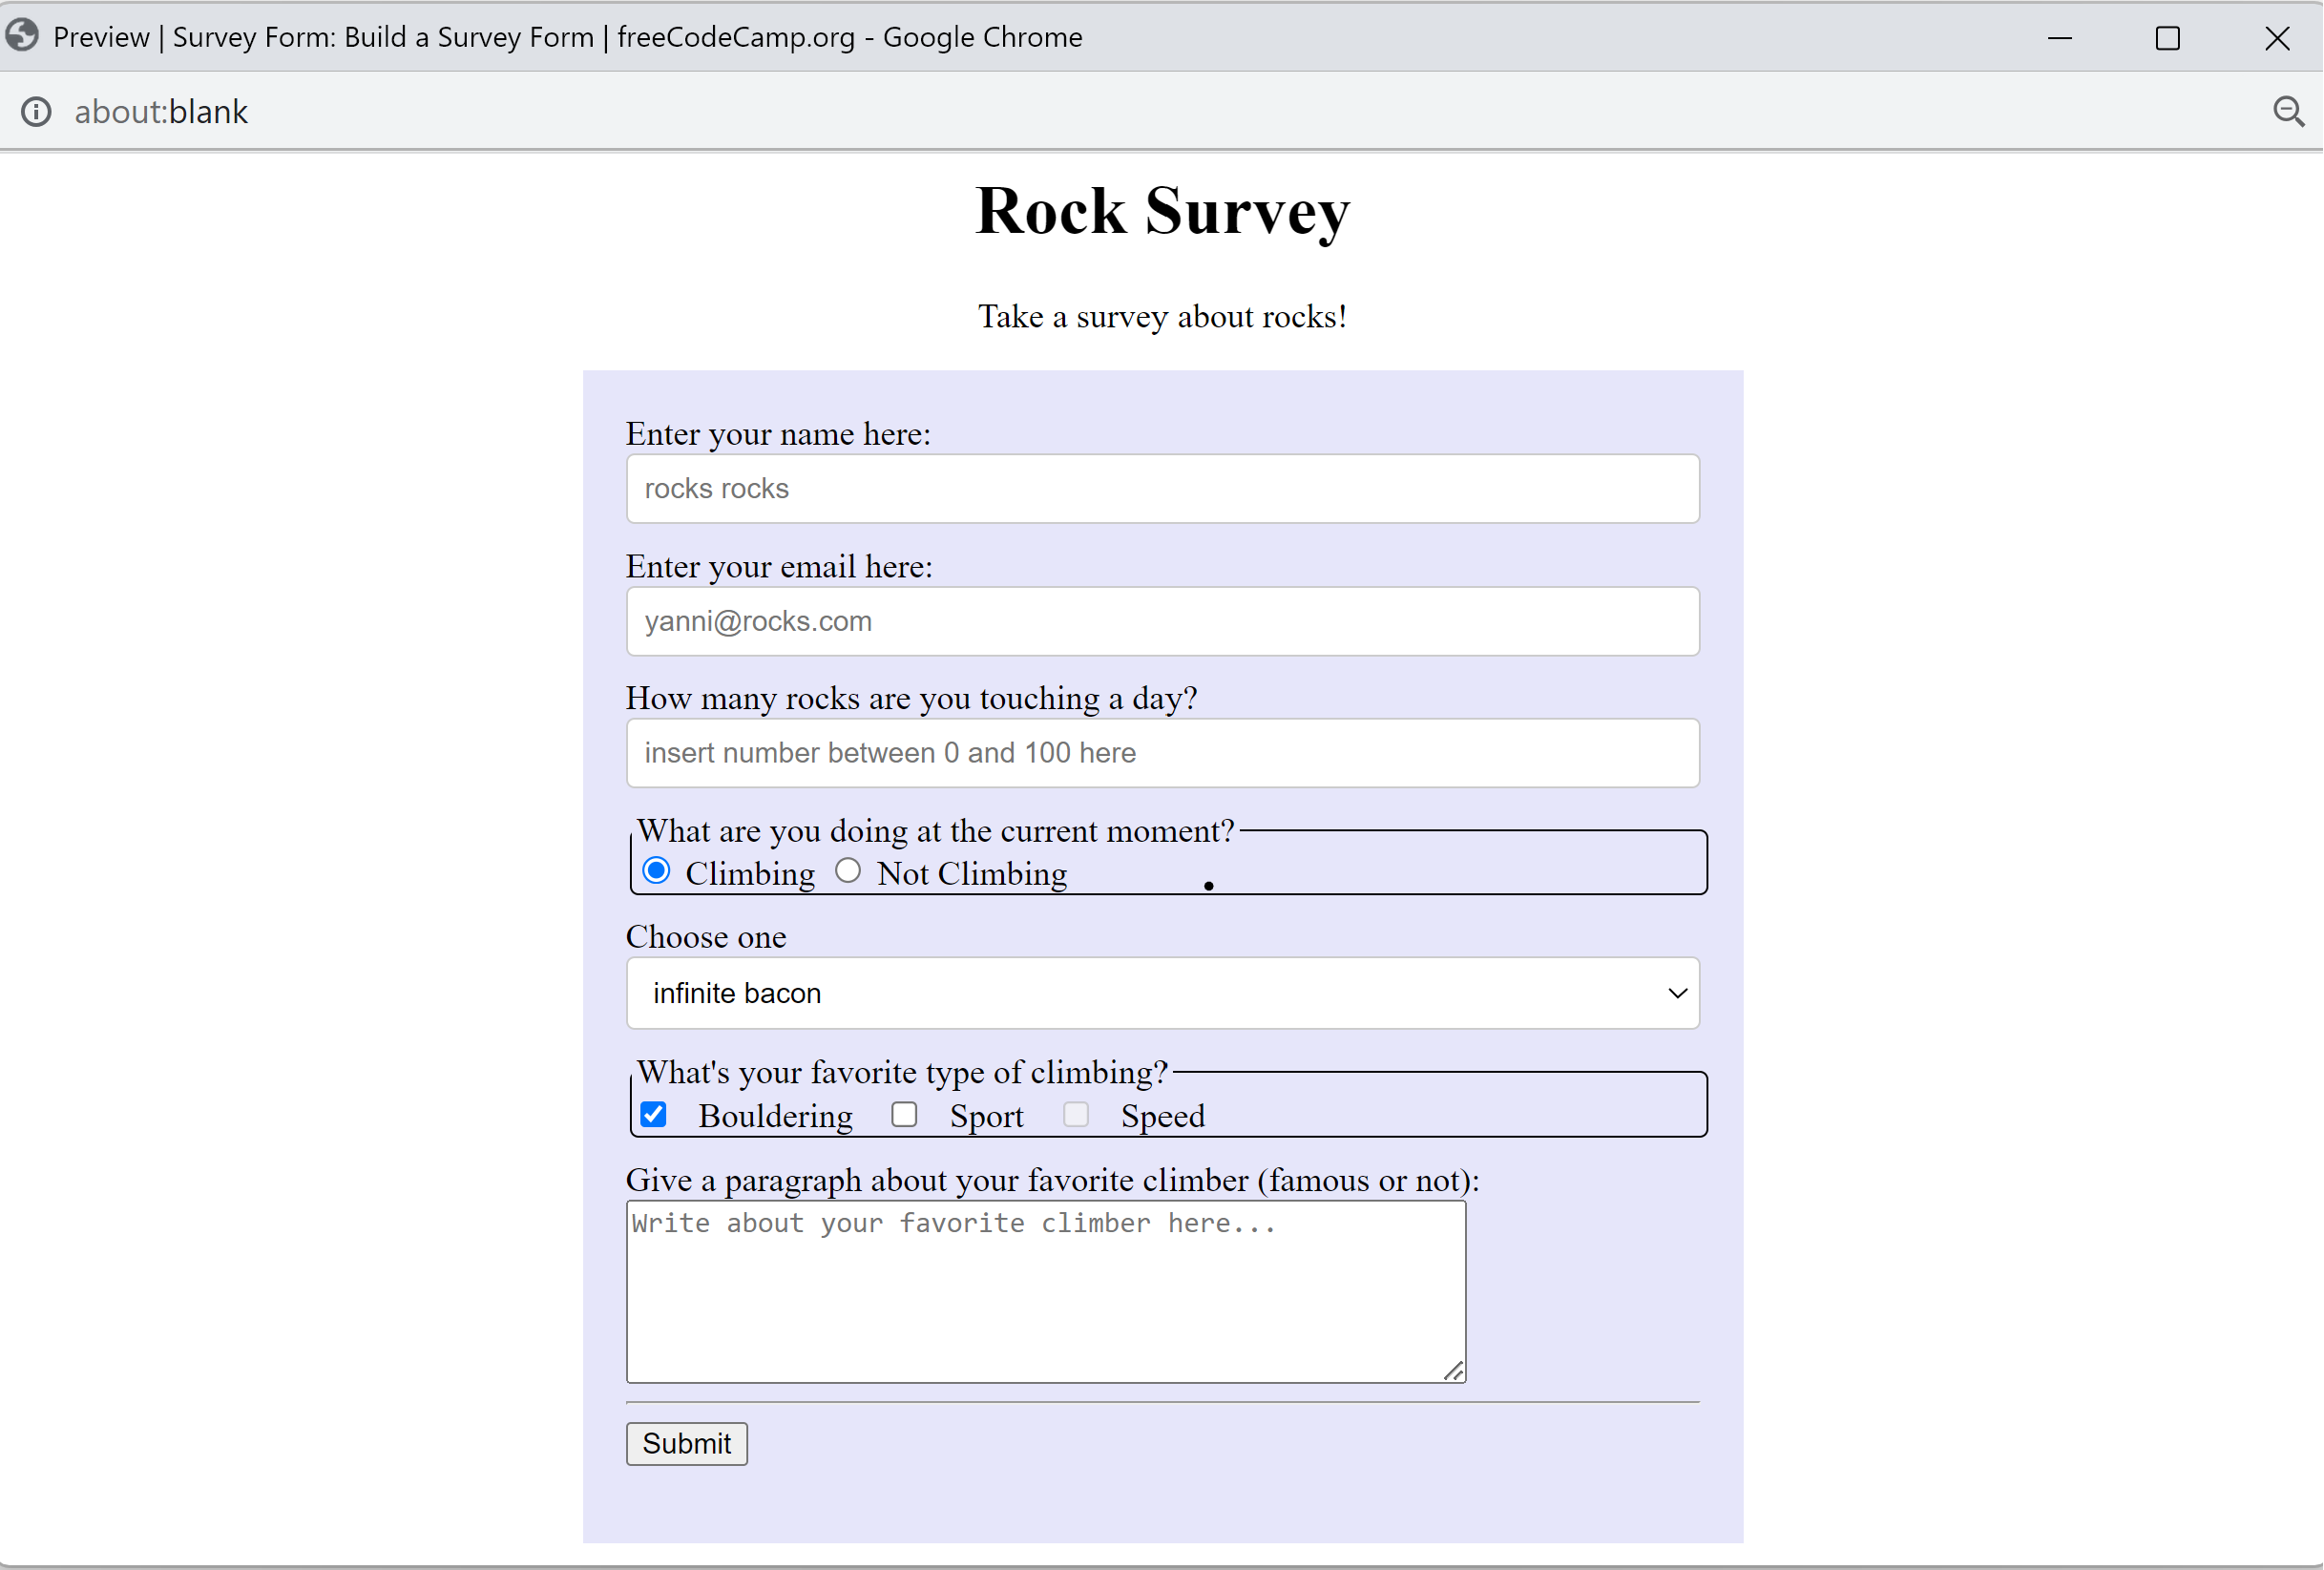 Preview | Survey Form: Build a Survey Form | freeCodeCamp.org - Google Chrome
about:blank
Rock Survey
Take a survey about rocks!
Enter your name here:
rocks rocks
Enter your email here:
yanni@rocks.com
How many rocks are you touching a day?
insert number between 0 and 100 here
What are you doing at the current moment?
Climbing Not Climbing
Choose one
infinite bacon
What's your favorite type of climbing?
Bouldering Sport Speed
Give a paragraph about your favorite climber (famous or not):
Write about your favorite climber here...
Submit